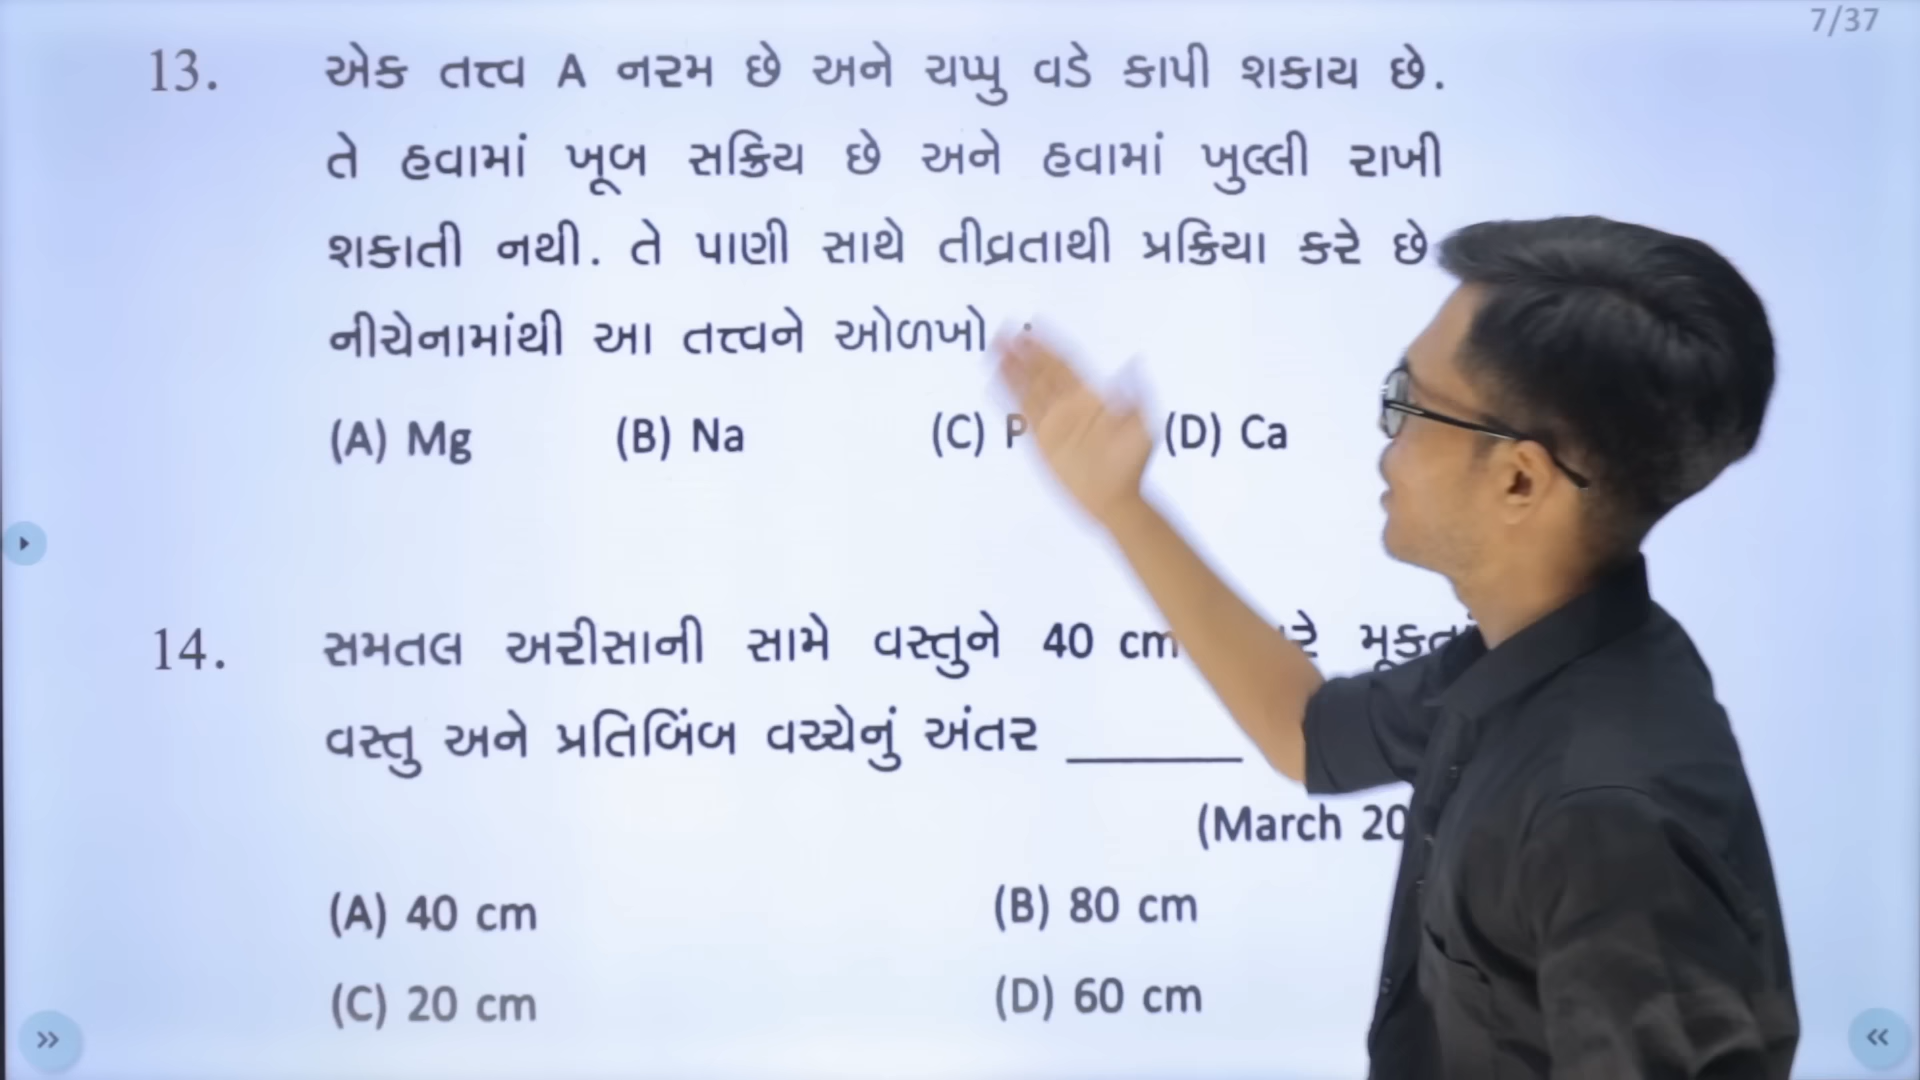 7/37
13. એક તત્ત્વ A નરમ છે અને ચપ્પુ વડે કાપી શકાય છે.
તે હવામાં ખૂબ સક્રિય છે અને હવામાં ખુલ્લી રાખી
શકાતી નથી. તે પાણી સાથે તીવ્રતાથી પ્રક્રિયા કરે છે
નીચેનામાંથી આ તત્ત્વને ઓળખો :
(A) Mg (B) Na (C) P (D) Ca
14. સમતલ અરીસાની સામે વસ્તુને 40 cm
વસ્તુ અને પ્રતિબિંબ વચ્ચેનું અંતર ______
(March 20
(A) 40 cm (B) 80 cm
(C) 20 cm (D) 60 cm